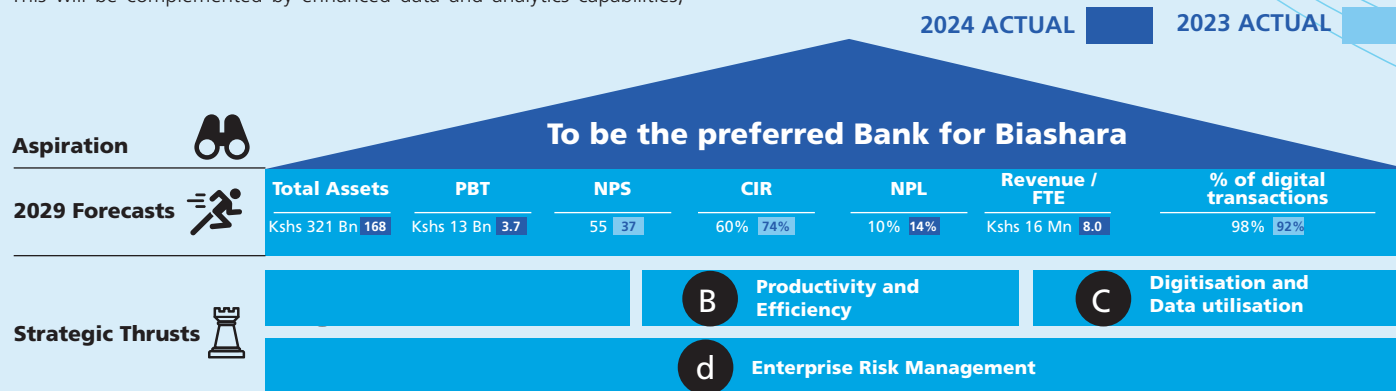 This will be complemented by enhanced data and analytics capabilities,
2024 ACTUAL 2023 ACTUAL
Aspiration
To be the preferred Bank for Biashara
2029 Forecasts
Total Assets
Kshs 321 Bn 168
PBT
Kshs 13 Bn 3.7
NPS
55 37
CIR
60% 74%
NPL
10% 14%
Revenue /
FTE
Kshs 16 Mn 8.0
% of digital
transactions
98% 92%
Strategic Thrusts
B
Productivity and
Efficiency
C
Digitisation and
Data utilisation
d
Enterprise Risk Management